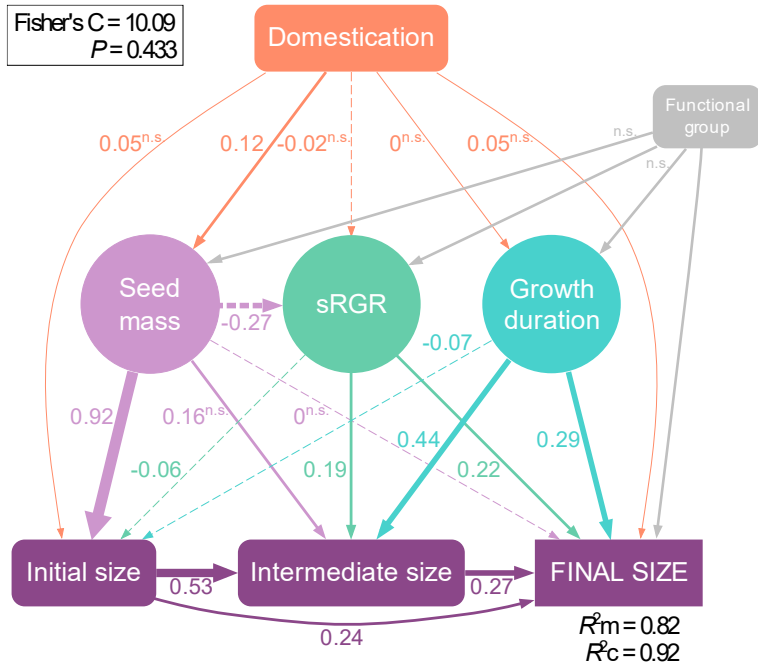 Fisher's C = 10.09
P = 0.433
Domestication
Functional
group
n.s.
n.s.
0.05n.s.
0.12
-0.02n.s.
0n.s.
0.05n.s.
Seed
mass
-0.27
sRGR
Growth
duration
-0.07
0.92
0.16n.s.
0n.s.
0.44
0.29
-0.06
0.19
0.22
Initial size
0.53
Intermediate size
0.27
FINAL SIZE
0.24
R²m = 0.82
R²c = 0.92